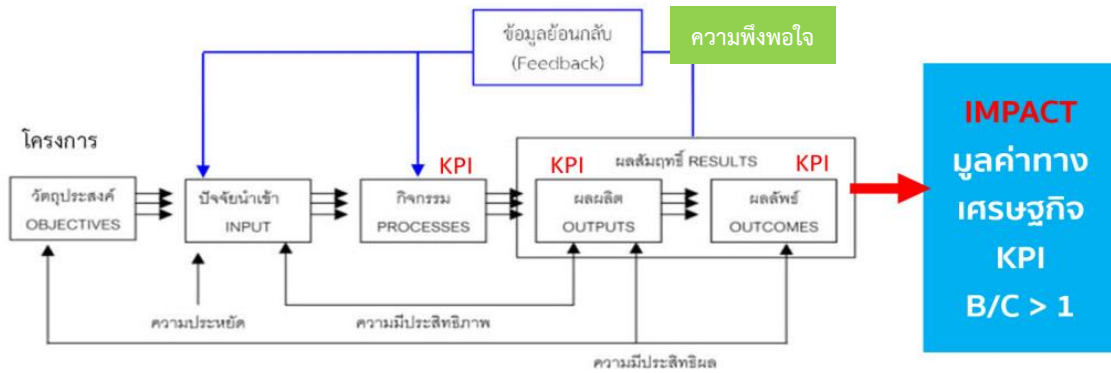 ข้อมูลย้อนกลับ
(Feedback)
ความพึงพอใจ
โครงการ
วัตถุประสงค์
OBJECTIVES
ปัจจัยนำเข้า
INPUT
KPI
กิจกรรม
PROCESSES
ผลสัมฤทธิ์ RESULTS
KPI
ผลผลิต
OUTPUTS
KPI
ผลลัพธ์
OUTCOMES
IMPACT
มูลค่าทาง
เศรษฐกิจ
KPI
B/C > 1
ความประหยัด
ความมีประสิทธิภาพ
ความมีประสิทธิผล